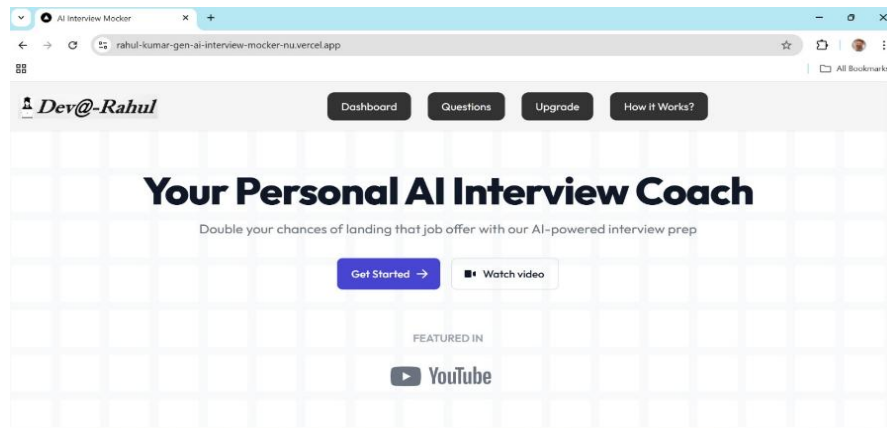 AI Interview Mocker
rahul-kumar-gen-ai-interview-mocker-nu.vercel.app
All Bookmarks
Dev@-Rahul
Dashboard Questions Upgrade How it Works?
Your Personal AI Interview Coach
Double your chances of landing that job offer with our AI-powered interview prep
Get Started → Watch video
FEATURED IN
YouTube